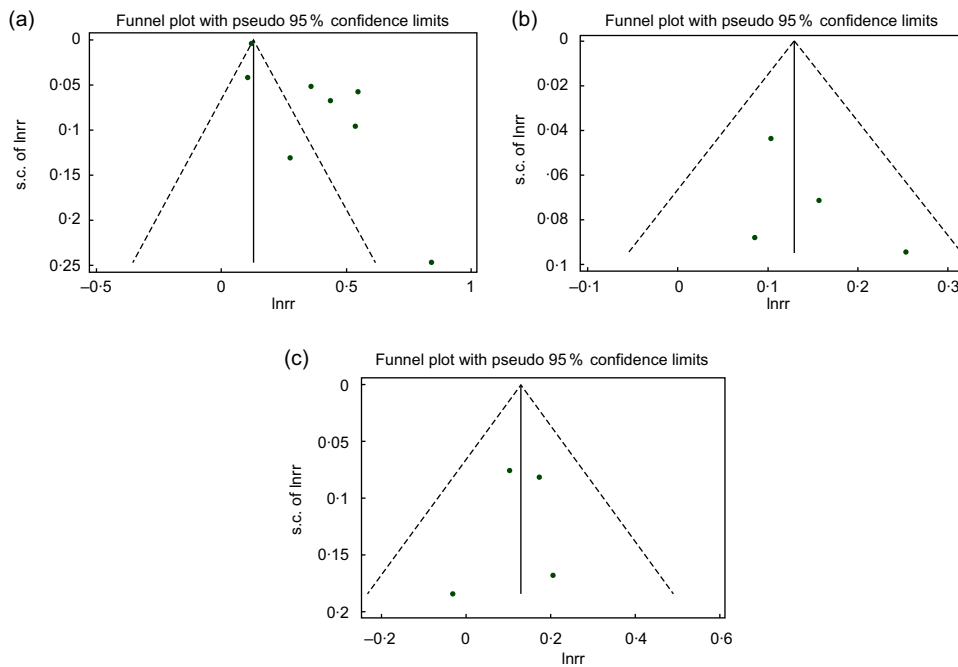 (a)
Funnel plot with pseudo 95 % confidence limits
0
0·05
0·1
0·15
0·2
0·25
s.c. of lnrr
–0·5
0
0·5
1
lnrr
(b)
Funnel plot with pseudo 95 % confidence limits
0
0·02
0·04
0·06
0·08
0·1
s.c. of lnrr
–0·1
0
0·1
0·2
0·3
lnrr
(c)
Funnel plot with pseudo 95 % confidence limits
0
0·05
0·1
0·15
0·2
s.c. of lnrr
–0·2
0
0·2
0·4
0·6
lnrr